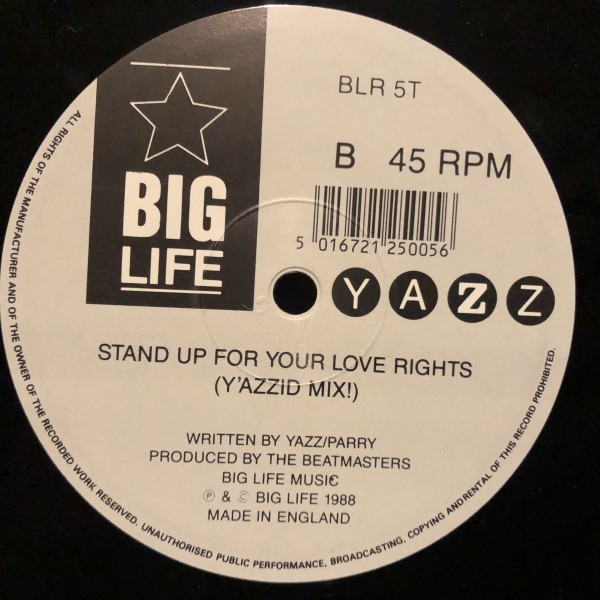 BIG
LIFE
BLR 5T
B 45 RPM
5 016721 250056
YAZZ
STAND UP FOR YOUR LOVE RIGHTS
(Y'AZZID MIX!)
WRITTEN BY YAZZ/PARRY
PRODUCED BY THE BEATMASTERS
BIG LIFE MUSIC
℗ & © BIG LIFE 1988
MADE IN ENGLAND
ALL RIGHTS OF THE MANUFACTURER AND OF THE OWNER OF THE RECORDED WORK RESERVED. UNAUTHORISED PUBLIC PERFORMANCE, BROADCASTING, COPYING AND RENTAL OF THIS RECORD PROHIBITED.